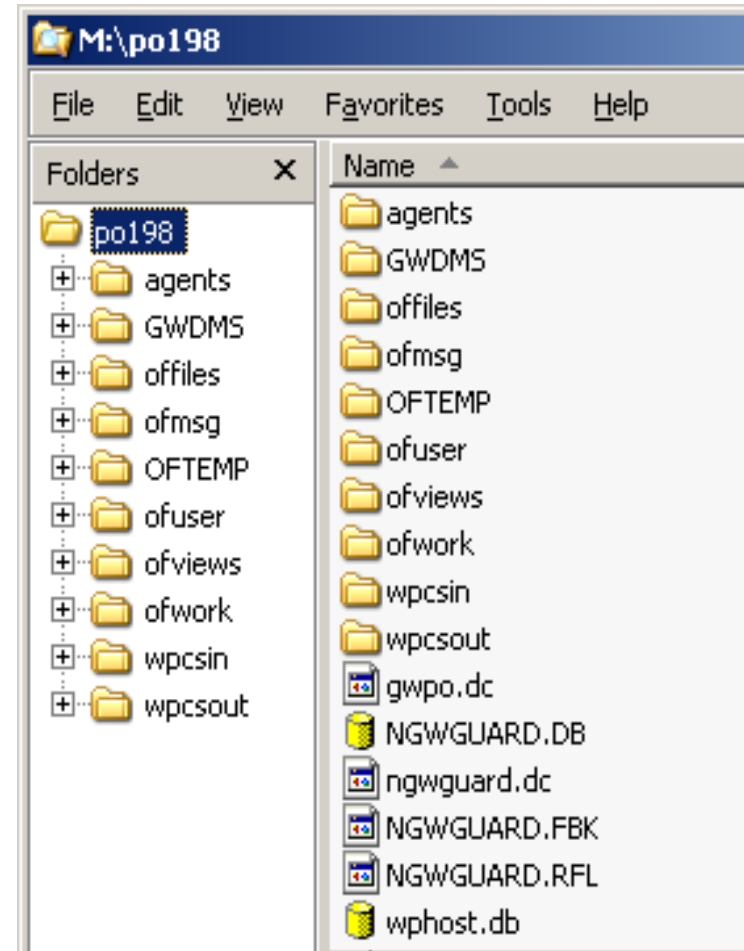 M:\po198
File Edit View Favorites Tools Help
Folders X
po198
agents
GWDMS
offiles
ofmsg
OFTEMP
ofuser
ofviews
ofwork
wpcsin
wpcsout
Name
agents
GWDMS
offiles
ofmsg
OFTEMP
ofuser
ofviews
ofwork
wpcsin
wpcsout
gwpo.dc
NGWGUARD.DB
ngwguard.dc
NGWGUARD.FBK
NGWGUARD.RFL
wphost.db